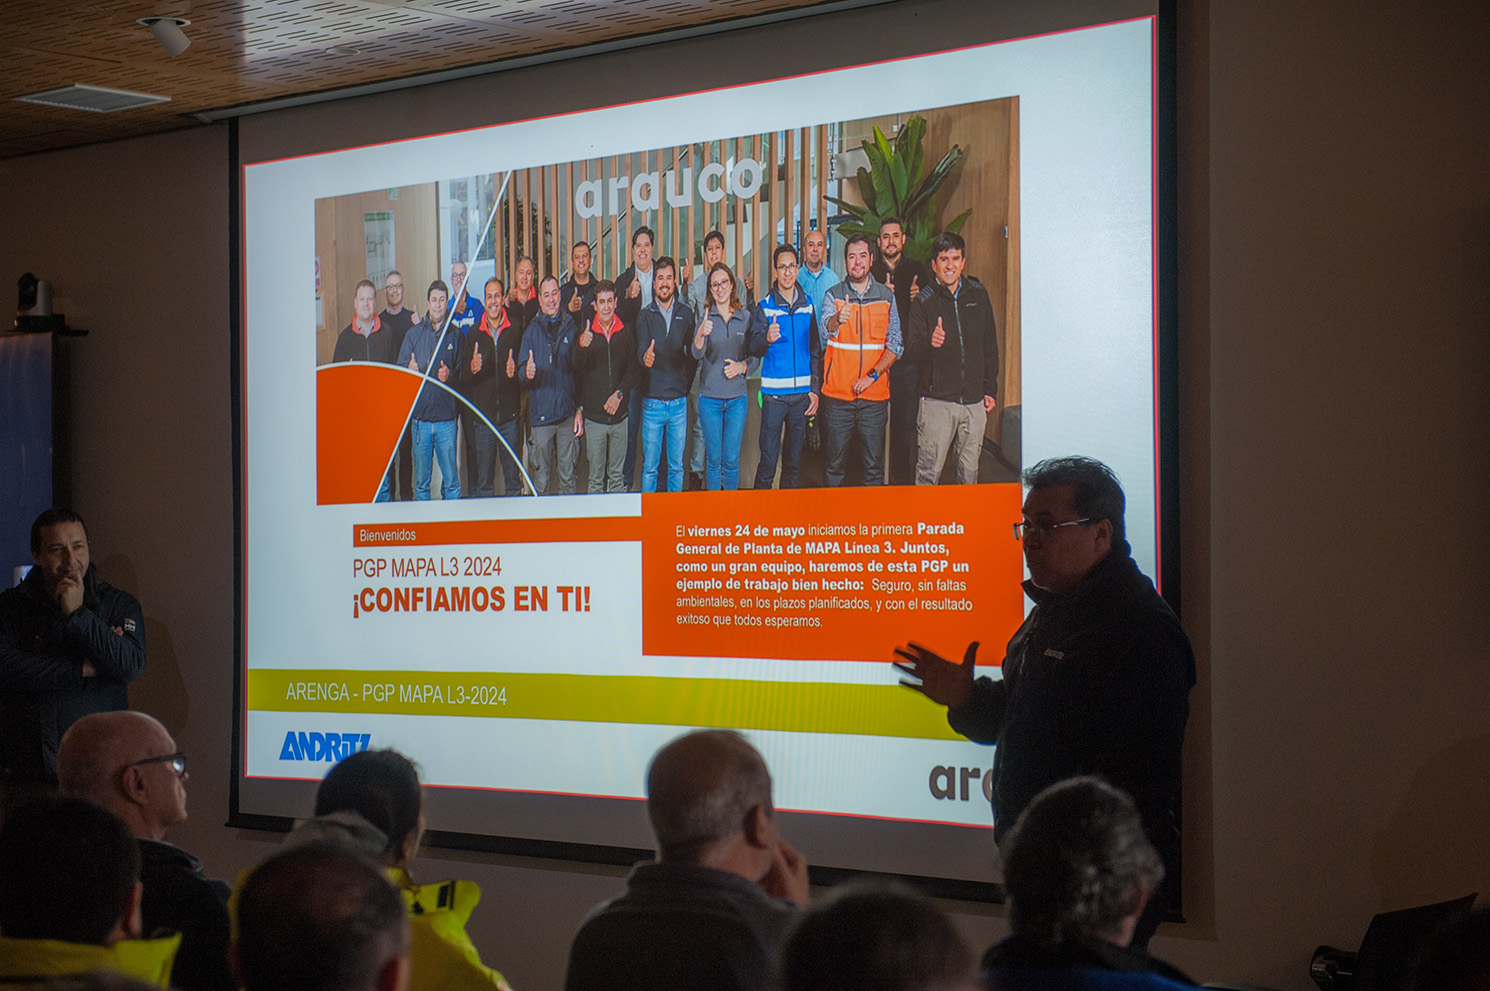 arauco
Bienvenidos
PGP MAPA L3 2024
¡CONFIAMOS EN TI!
El viernes 24 de mayo iniciamos la primera Parada
General de Planta de MAPA Línea 3. Juntos,
como un gran equipo, haremos de esta PGP un
ejemplo de trabajo bien hecho: Seguro, sin faltas
ambientales, en los plazos planificados, y con el resultado
exitoso que todos esperamos.
ARENGA - PGP MAPA L3-2024
ANDRITZ
ara